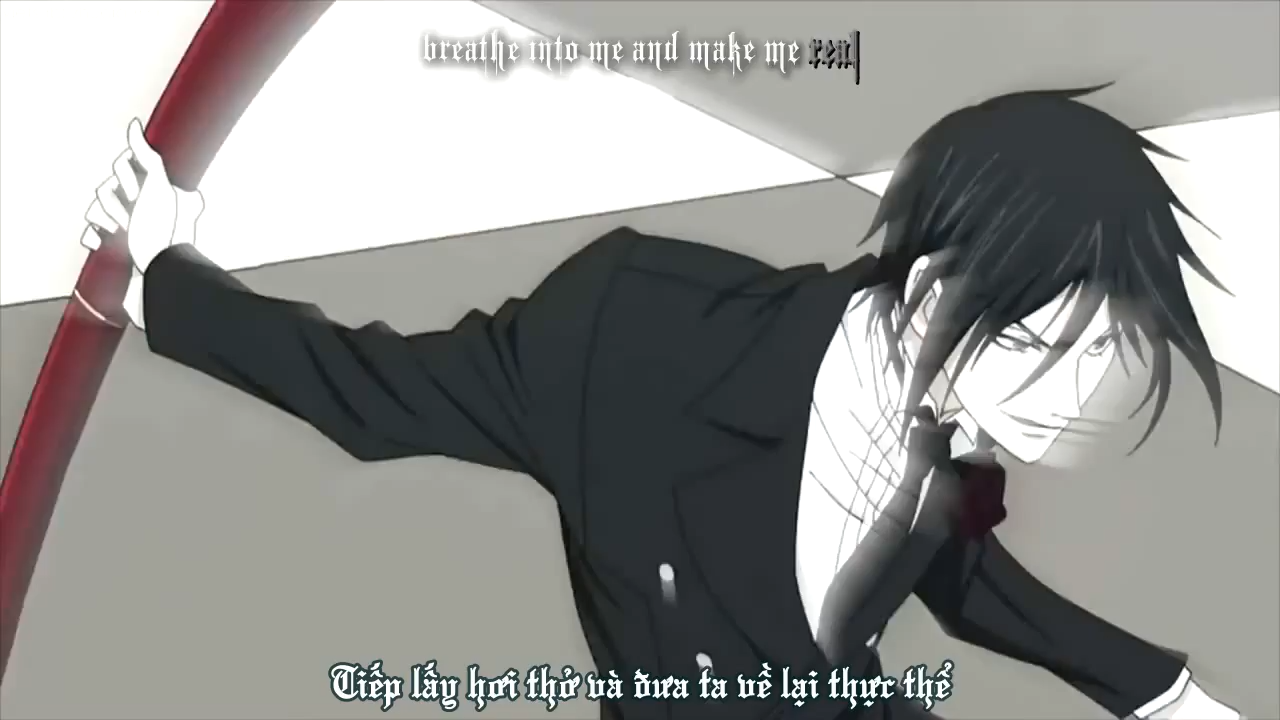 breathe into me and make me real
Tiếp lấy hơi thở và đưa ta về lại thực thể